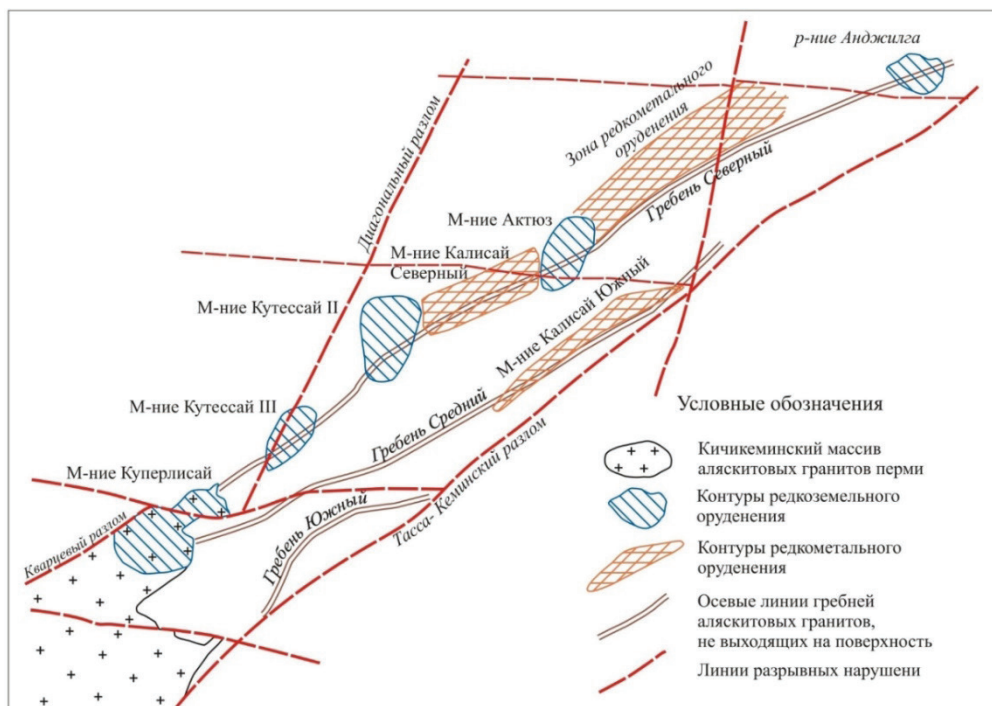 р-ние Анджилга
Зона редкометального
оруденения
Диагональный разлом
Гребень Северный
М-ние Актюз
М-ние Калисай
Северный
М-ние Кутессай II
М-ние Калисай Южный
М-ние Кутессай III
Гребень Средний
М-ние Куперлисай
Тасса- Кеминский разлом
Кварцевый разлом
Гребень Южный
Условные обозначения
Кичикеминский массив
аляскитовых гранитов перми
Контуры редкоземельного
оруденения
Контуры редкометального
оруденения
Осевые линии гребней
аляскитовых гранитов,
не выходящих на поверхность
Линии разрывных нарушени